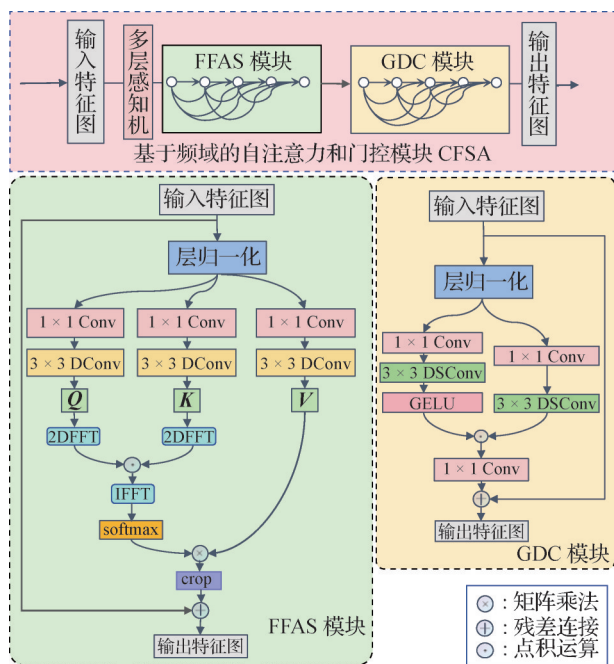 输入特征图
多层感知机
FFAS 模块
GDC 模块
输出特征图
基于频域的自注意力和门控模块 CFSA
输入特征图
层归一化
1 × 1 Conv
1 × 1 Conv
1 × 1 Conv
3 × 3 DConv
3 × 3 DConv
3 × 3 DConv
Q
K
V
2DFFT
2DFFT
IFFT
softmax
crop
输出特征图
FFAS 模块
输入特征图
层归一化
1 × 1 Conv
1 × 1 Conv
3 × 3 DSConv
3 × 3 DSConv
GELU
1 × 1 Conv
输出特征图
GDC 模块
⊗ : 矩阵乘法
⊕ : 残差连接
⊙ : 点积运算